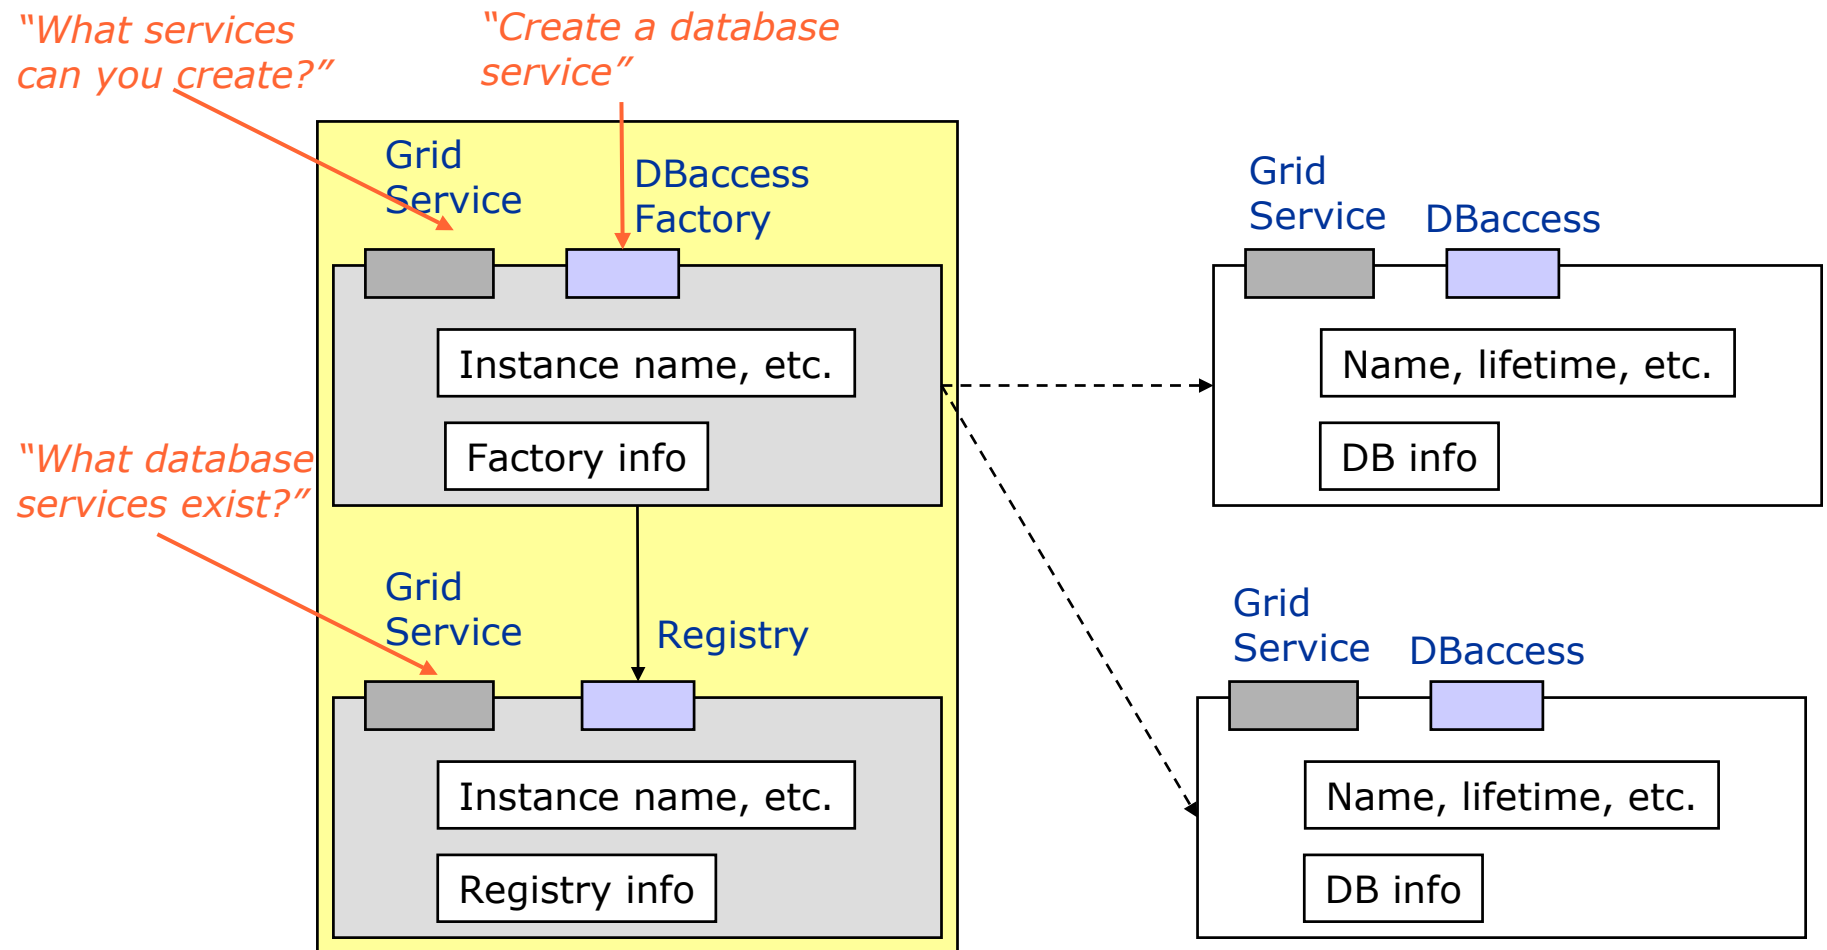 “What services
can you create?”
“Create a database
service”
Grid
Service
DBaccess
Factory
Instance name, etc.
Factory info
Grid
Service
DBaccess
Name, lifetime, etc.
DB info
“What database
services exist?”
Grid
Service
Registry
Instance name, etc.
Registry info
Grid
Service
DBaccess
Name, lifetime, etc.
DB info